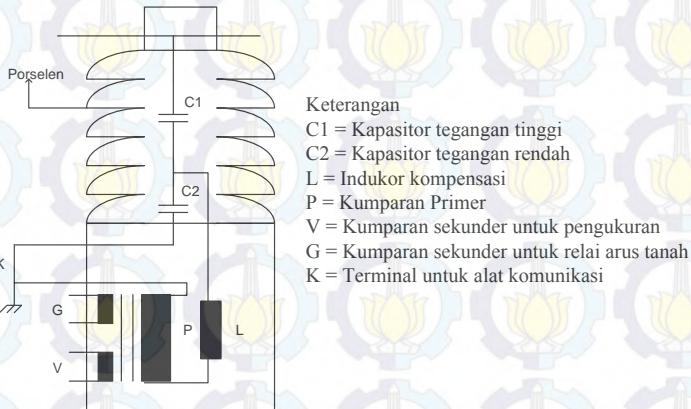 Porselen
C1
C2
K
G
P
L
V
Keterangan
C1 = Kapasitor tegangan tinggi
C2 = Kapasitor tegangan rendah
L = Indukor kompensasi
P = Kumparan Primer
V = Kumparan sekunder untuk pengukuran
G = Kumparan sekunder untuk relai arus tanah
K = Terminal untuk alat komunikasi